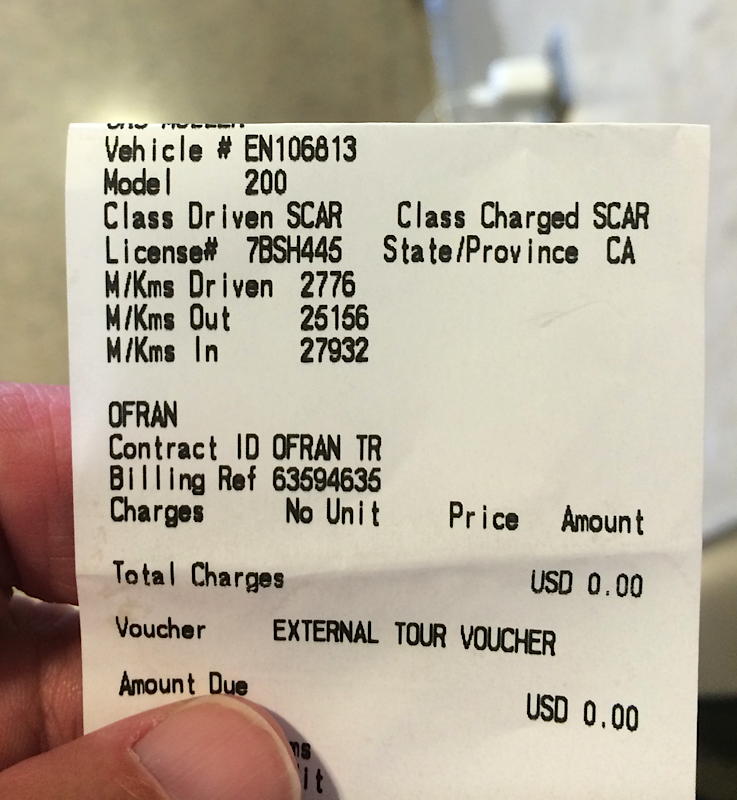 Vehicle # EN106813
Model 200
Class Driven SCAR Class Charged SCAR
License# 7BSH445 State/Province CA
M/Kms Driven 2776
M/Kms Out 25156
M/Kms In 27932
OFRAN
Contract ID OFRAN TR
Billing Ref 63594635
Charges No Unit Price Amount
Total Charges USD 0.00
Voucher EXTERNAL TOUR VOUCHER
Amount Due USD 0.00